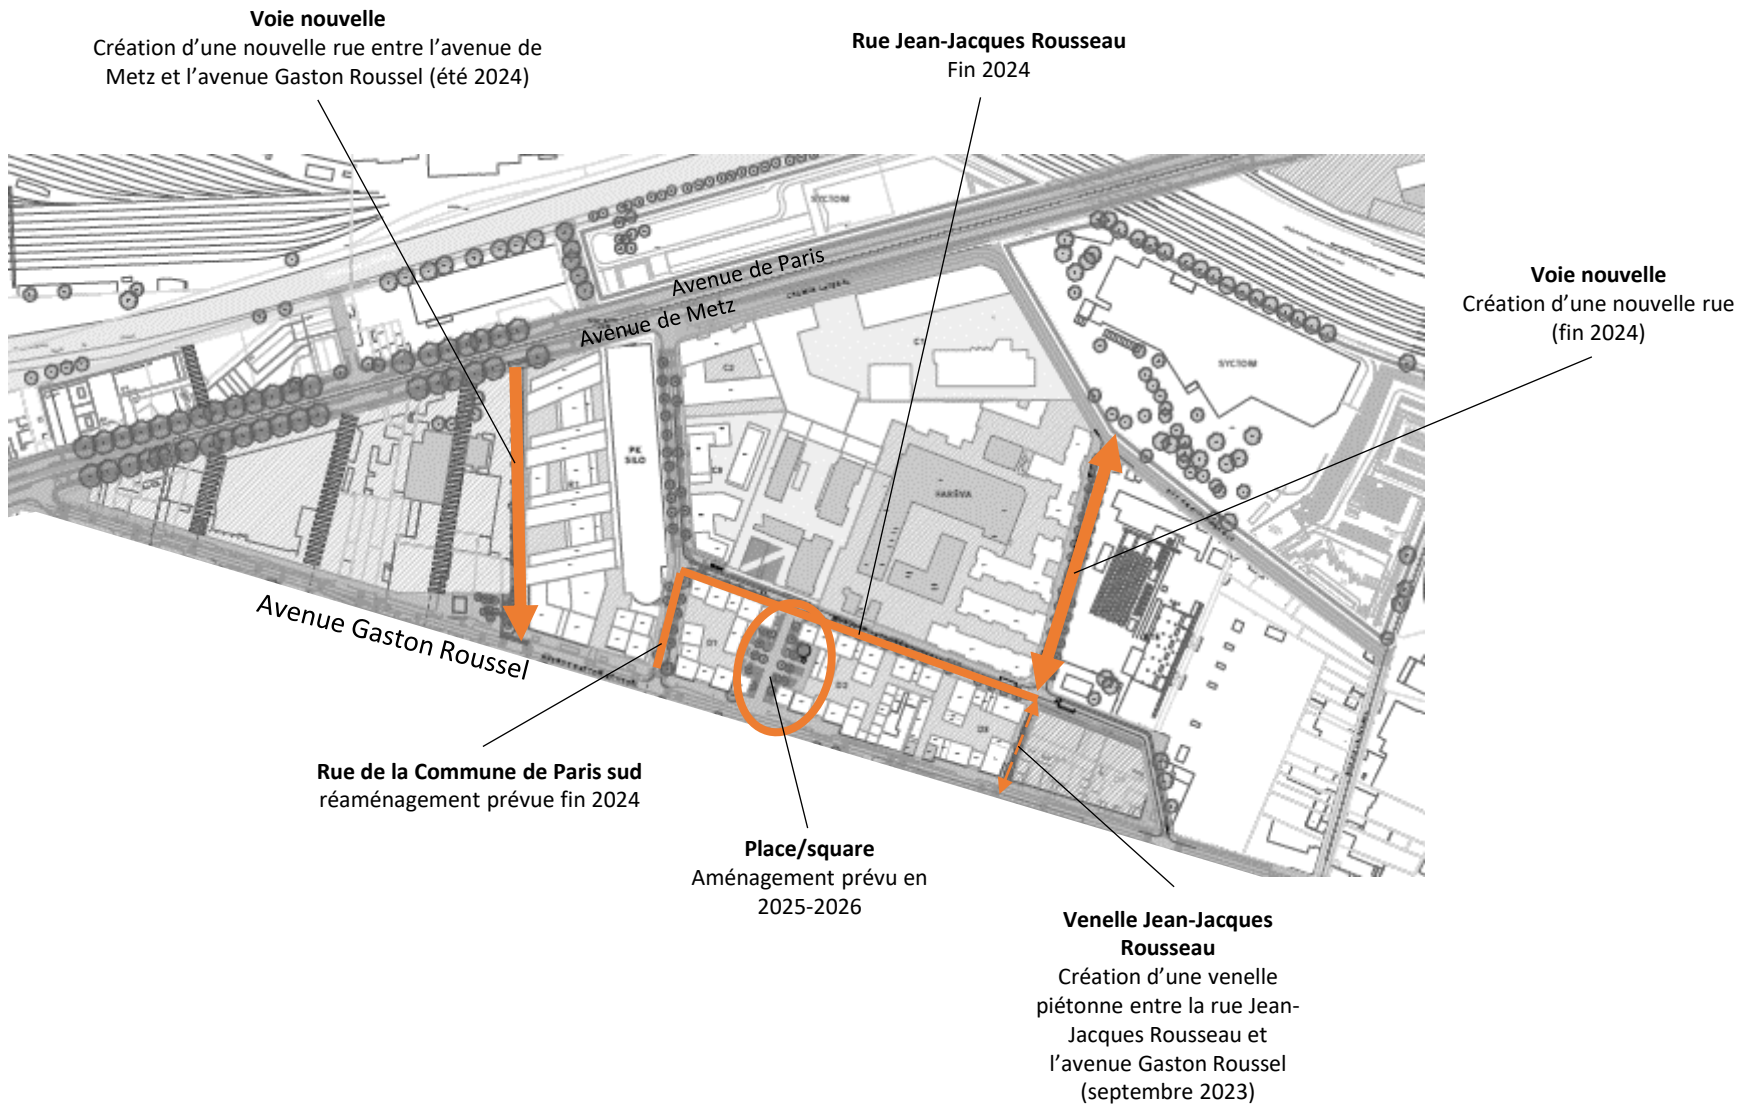 Voie nouvelle
Création d’une nouvelle rue entre l’avenue de
Metz et l’avenue Gaston Roussel (été 2024)
Rue Jean-Jacques Rousseau
Fin 2024
Voie nouvelle
Création d’une nouvelle rue
(fin 2024)
SYCTOM
Avenue de Paris
Avenue de Metz
C1
C2
SYCTOM
PK
SILO
Avenue Gaston Roussel
D1
D2
Rue de la Commune de Paris sud
réaménagement prévue fin 2024
Place/square
Aménagement prévu en
2025-2026
Venelle Jean-Jacques
Rousseau
Création d’une venelle
piétonne entre la rue Jean-
Jacques Rousseau et
l’avenue Gaston Roussel
(septembre 2023)